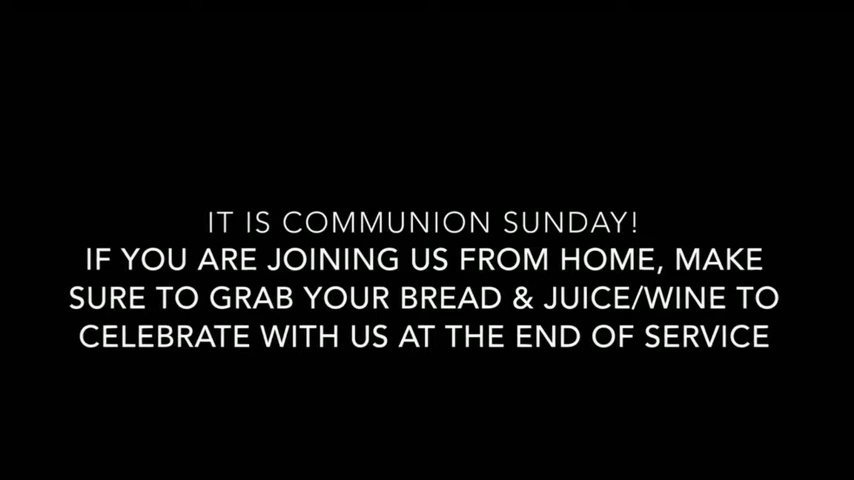 IT IS COMMUNION SUNDAY!
IF YOU ARE JOINING US FROM HOME, MAKE
SURE TO GRAB YOUR BREAD & JUICE/WINE TO
CELEBRATE WITH US AT THE END OF SERVICE